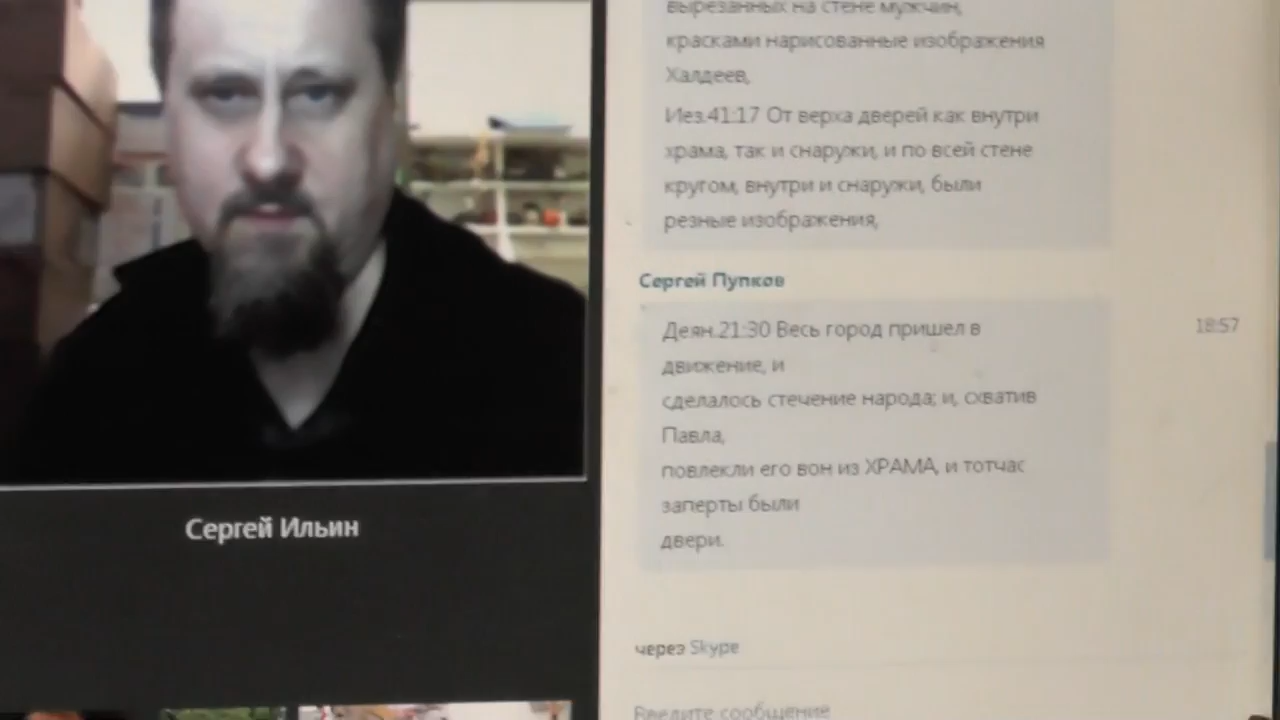 вырезанных на стене мужчин,
красками нарисованные изображения
Халдеев,
Иез.41:17 От верха дверей как внутри
храма, так и снаружи, и по всей стене
кругом, внутри и снаружи, были
резные изображения,
Сергей Пупков
Деян.21:30 Весь город пришел в
движение, и
сделалось стечение народа; и, схватив
Павла,
повлекли его вон из ХРАМА, и тотчас
заперты были
двери.
18:57
Сергей Ильин
через Skype
Введите сообщение